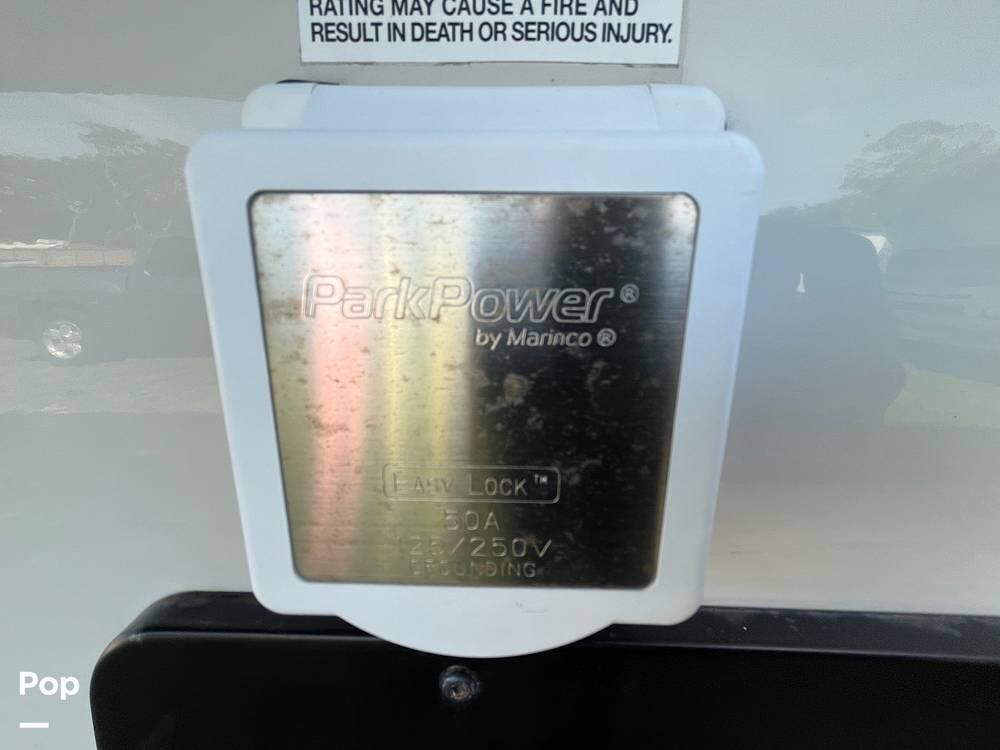 RATING MAY CAUSE A FIRE AND
RESULT IN DEATH OR SERIOUS INJURY.
ParkPower®
by Marinco®
EASY LOCK™
50A
125/250V
GROUNDING
Pop